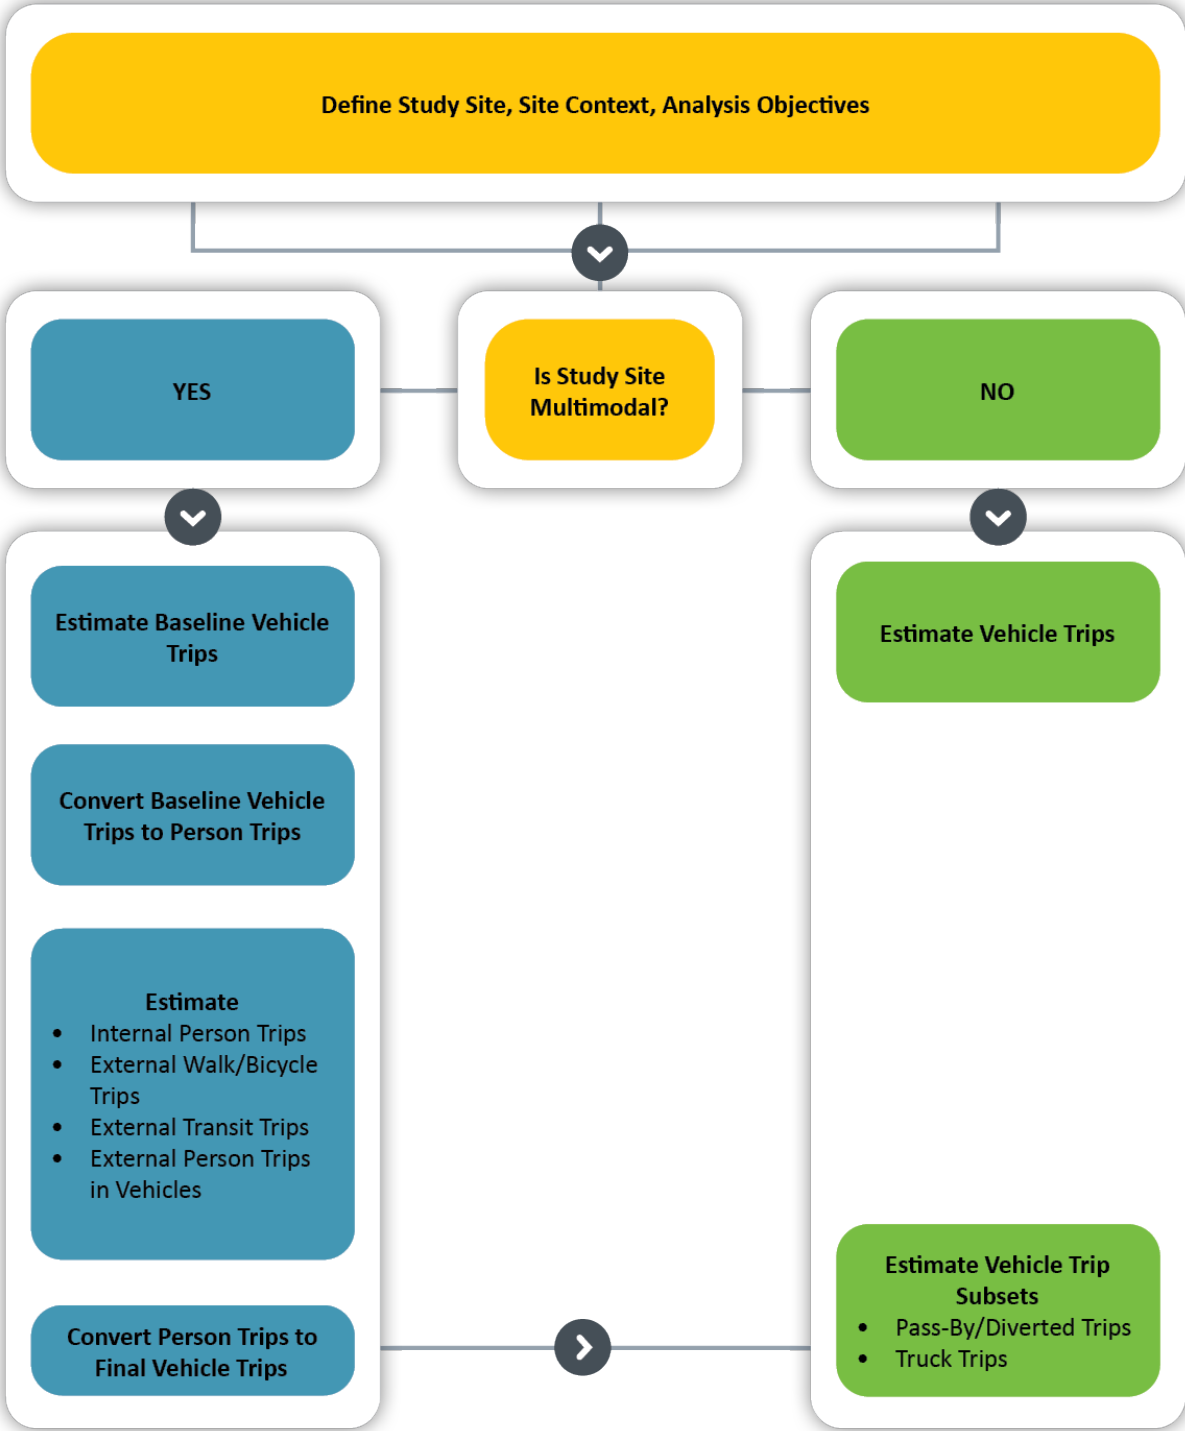 Define Study Site, Site Context, Analysis Objectives
YES
Is Study Site
Multimodal?
NO
Estimate Baseline Vehicle
Trips
Convert Baseline Vehicle
Trips to Person Trips
Estimate
• Internal Person Trips
• External Walk/Bicycle
Trips
• External Transit Trips
• External Person Trips
in Vehicles
Convert Person Trips to
Final Vehicle Trips
Estimate Vehicle Trips
Estimate Vehicle Trip
Subsets
• Pass-By/Diverted Trips
• Truck Trips